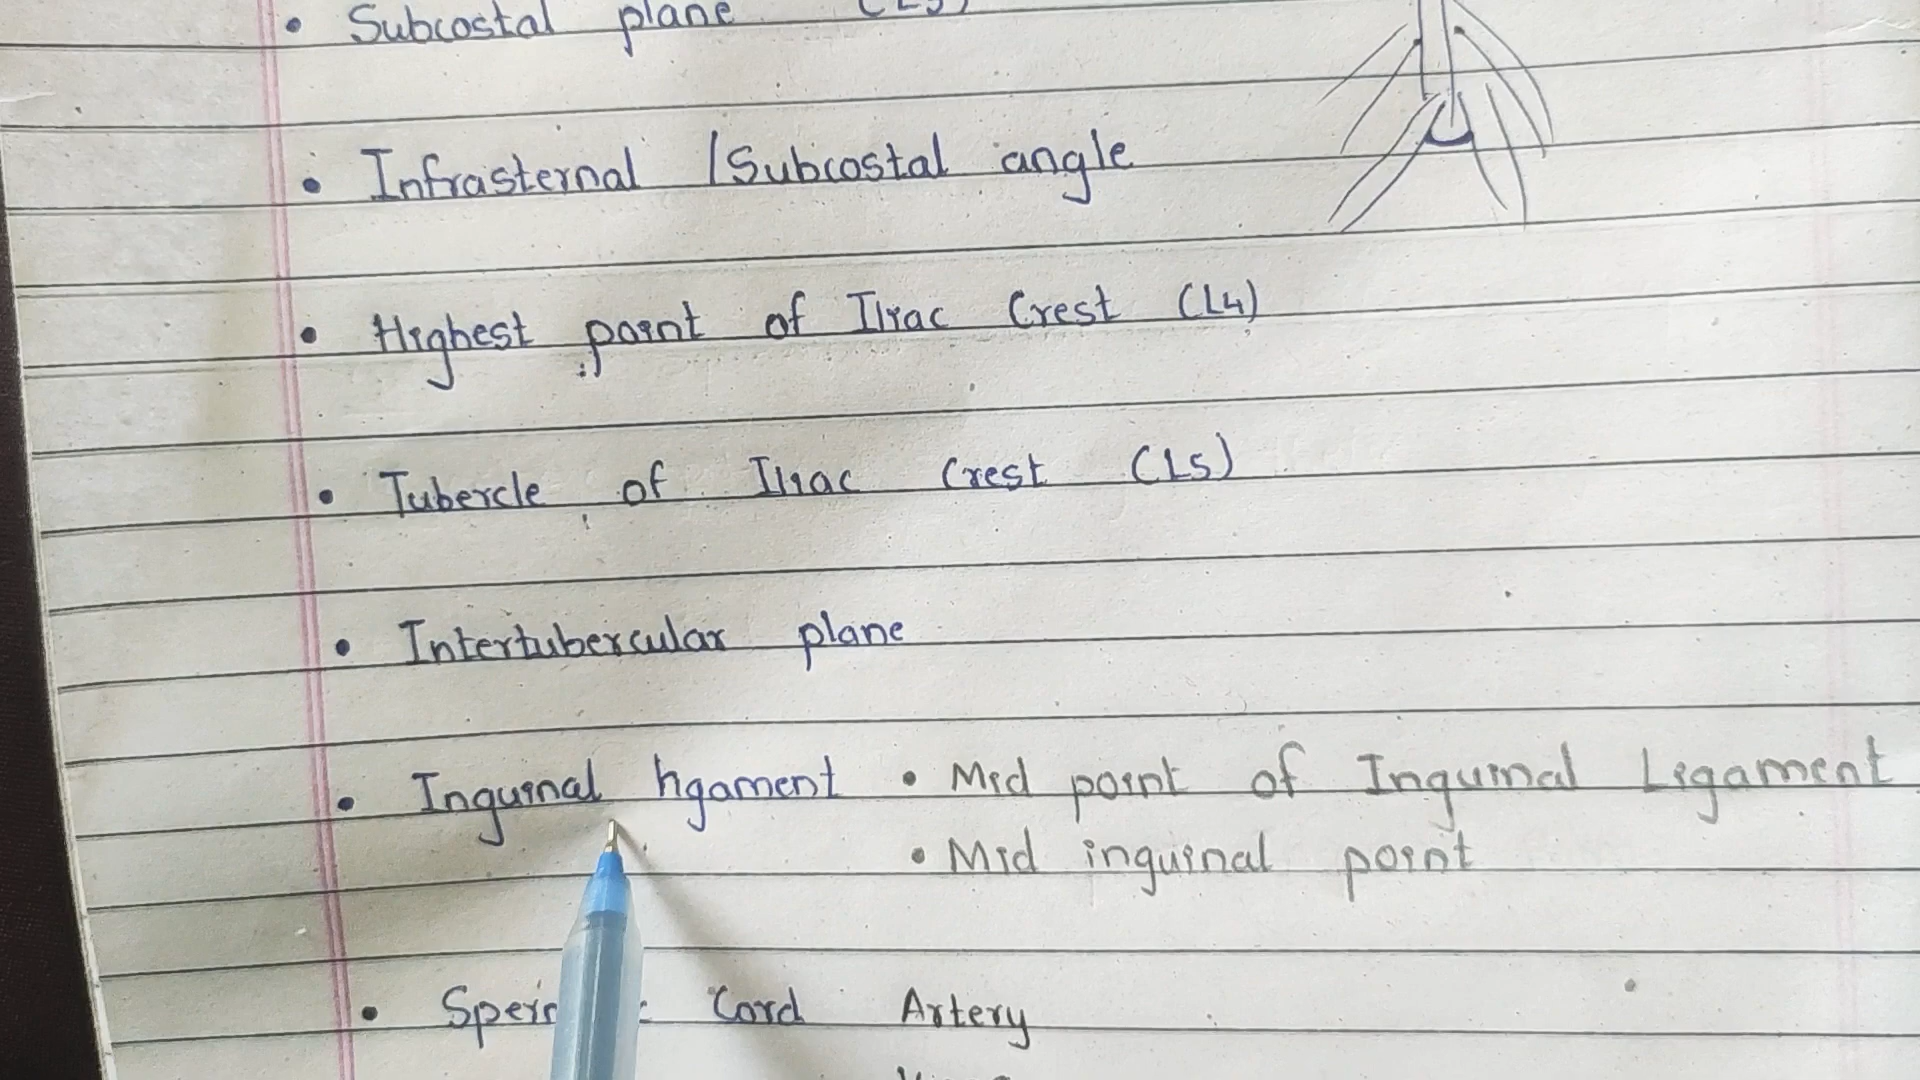 • Subcostal plane (L3)
• Infrasternal /Subcostal angle
• Highest point of Iliac Crest (L4)
• Tubercle of Iliac Crest (L5)
• Intertubercular plane
• Inguinal ligament • Mid point of Inguinal Ligament
• Mid inguinal point
• Cord Artery